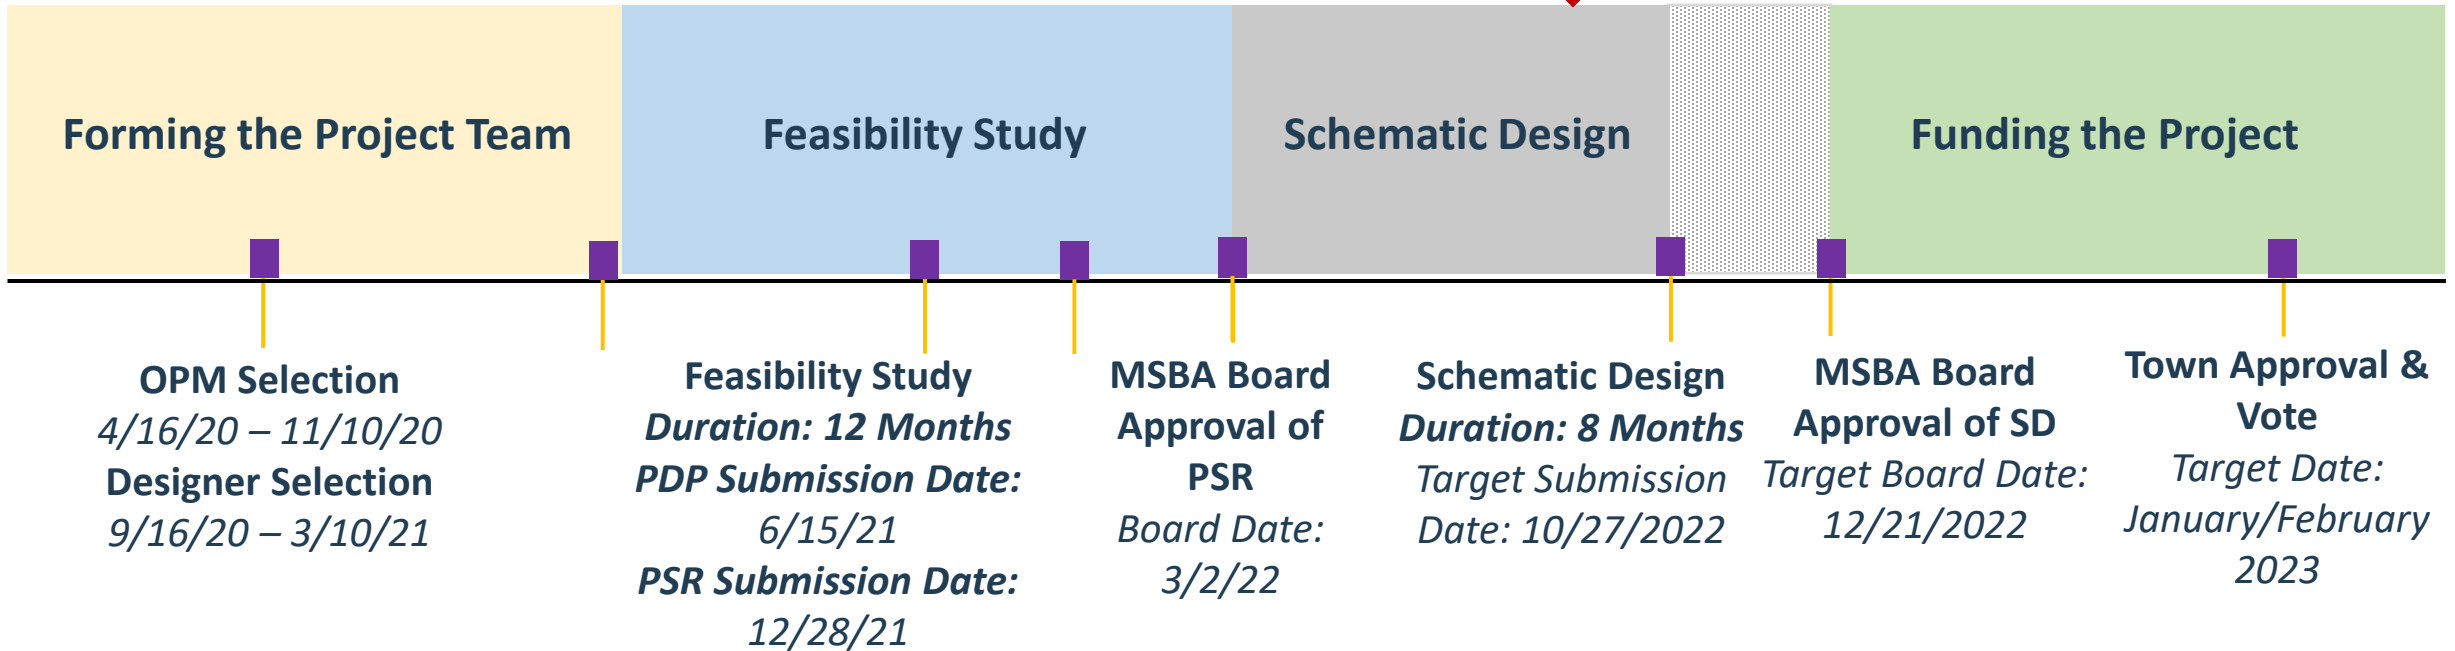 Forming the Project Team
Feasibility Study
Schematic Design
Funding the Project
OPM Selection
4/16/20 – 11/10/20
Designer Selection
9/16/20 – 3/10/21
Feasibility Study
Duration: 12 Months
PDP Submission Date:
6/15/21
PSR Submission Date:
12/28/21
MSBA Board
Approval of
PSR
Board Date:
3/2/22
Schematic Design
Duration: 8 Months
Target Submission
Date: 10/27/2022
MSBA Board
Approval of SD
Target Board Date:
12/21/2022
Town Approval &
Vote
Target Date:
January/February
2023